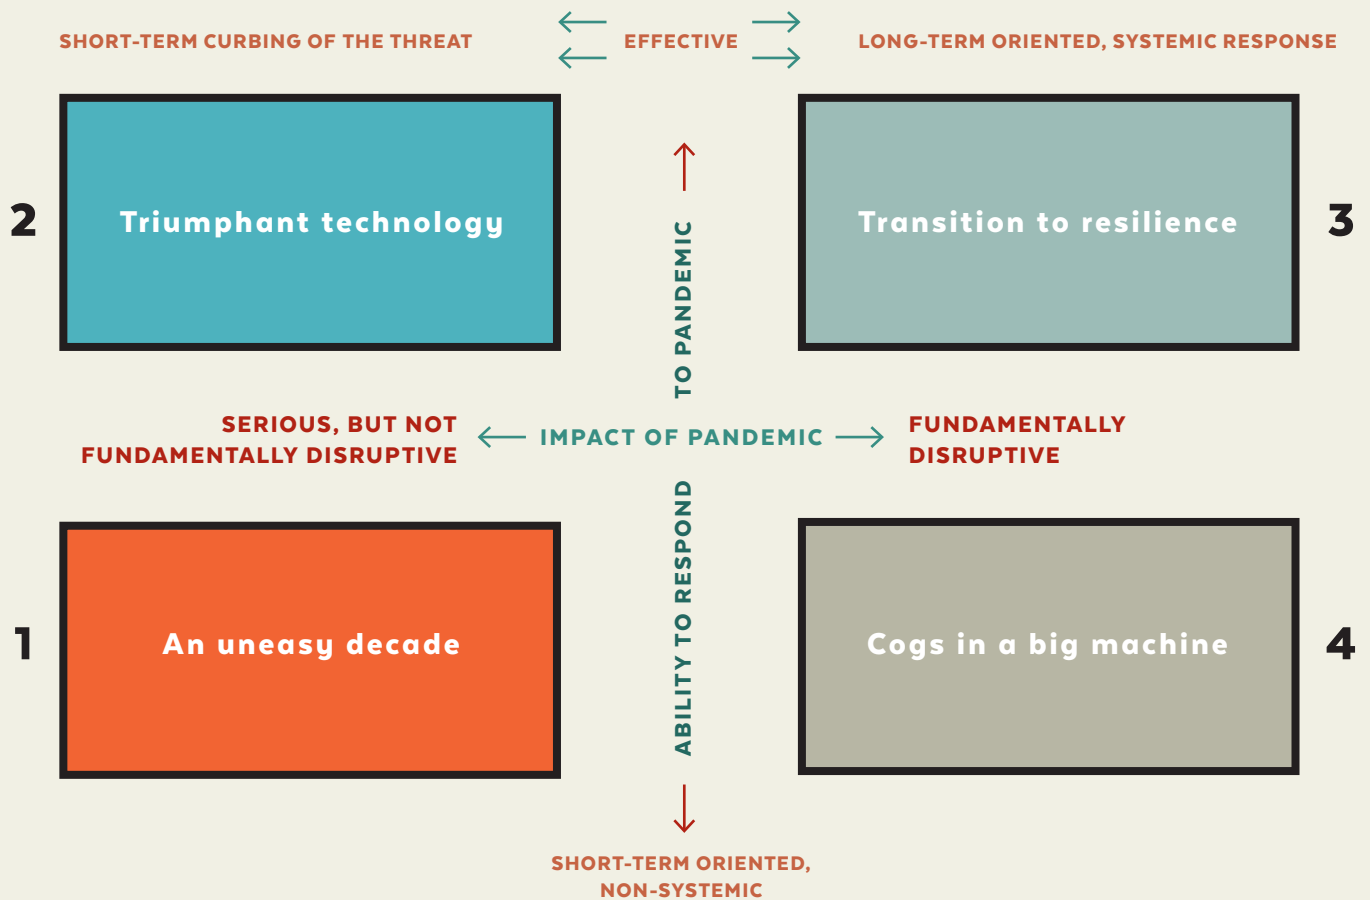 SHORT-TERM CURBING OF THE THREAT
EFFECTIVE
LONG-TERM ORIENTED, SYSTEMIC RESPONSE
2
Triumphant technology
Transition to resilience
3
TO PANDEMIC
SERIOUS, BUT NOT
FUNDAMENTALLY DISRUPTIVE
IMPACT OF PANDEMIC
FUNDAMENTALLY
DISRUPTIVE
ABILITY TO RESPOND
1
An uneasy decade
Cogs in a big machine
4
SHORT-TERM ORIENTED,
NON-SYSTEMIC